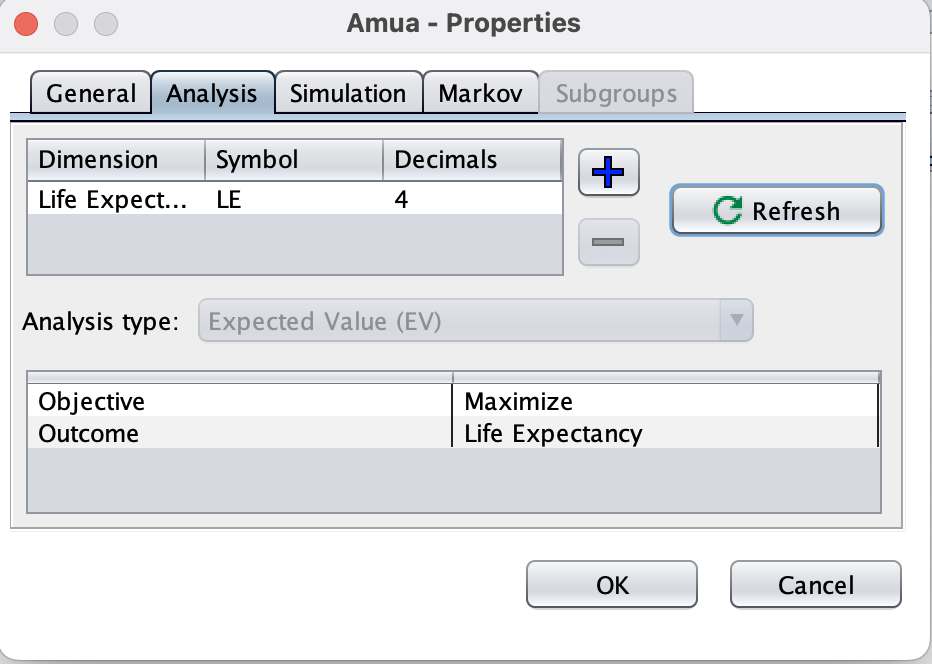 Amua - Properties
General Analysis Simulation Markov Subgroups
Dimension Symbol Decimals
Life Expect... LE 4
Refresh
Analysis type: Expected Value (EV)
Objective Maximize
Outcome Life Expectancy
OK Cancel